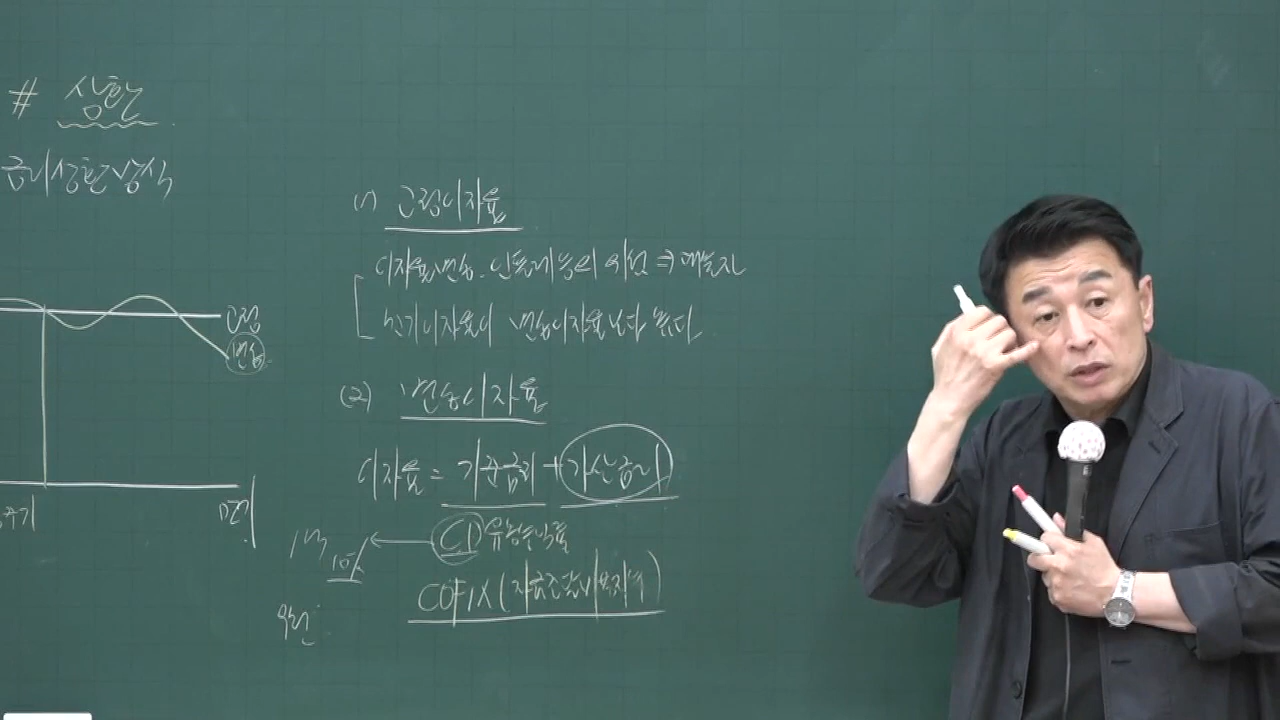 # 상환
금리상환방식
고정
변동
만기
(1) 고정이자율
이자율변동, 인플레 등의 위험 ⇒ 대출자
초기이자율이 변동이자율보다 높다.
(2) 변동이자율
이자율 = 기준금리 + 가산금리
CD 유통수익률
1개 10%
COFIX (자금조달비용지수)